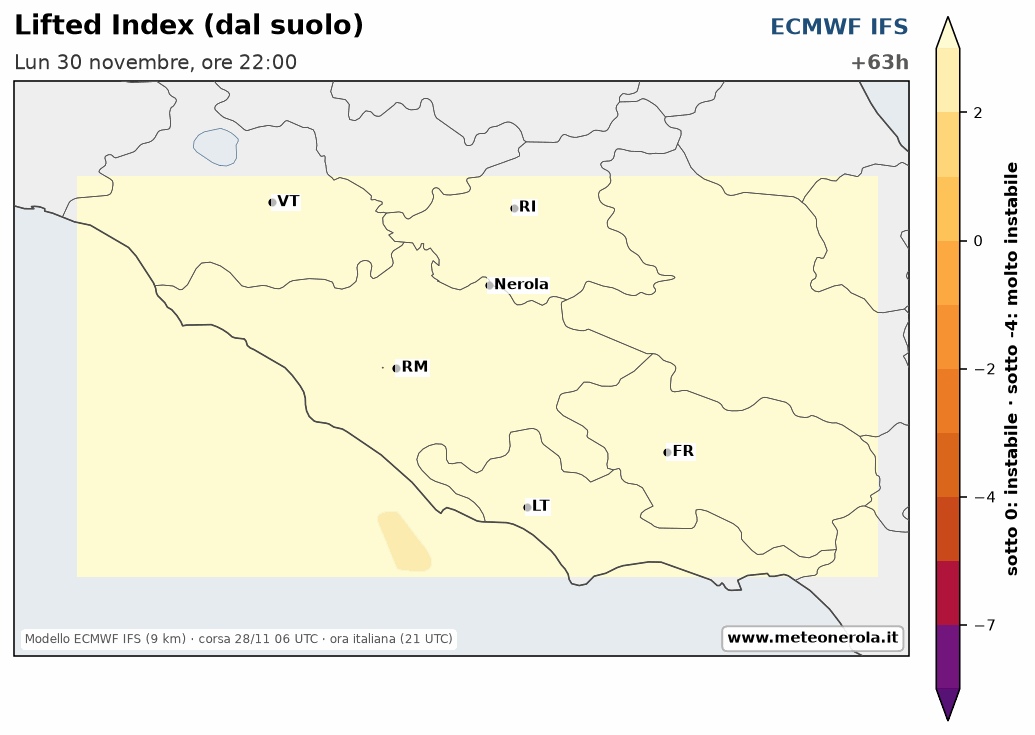 Lifted Index (dal suolo)
ECMWF IFS
Lun 30 novembre, ore 22:00
+63h
VT
RI
Nerola
RM
FR
LT
2
0
−2
−4
−7
sotto 0: instabile · sotto -4: molto instabile
Modello ECMWF IFS (9 km) · corsa 28/11 06 UTC · ora italiana (21 UTC)
www.meteonerola.it